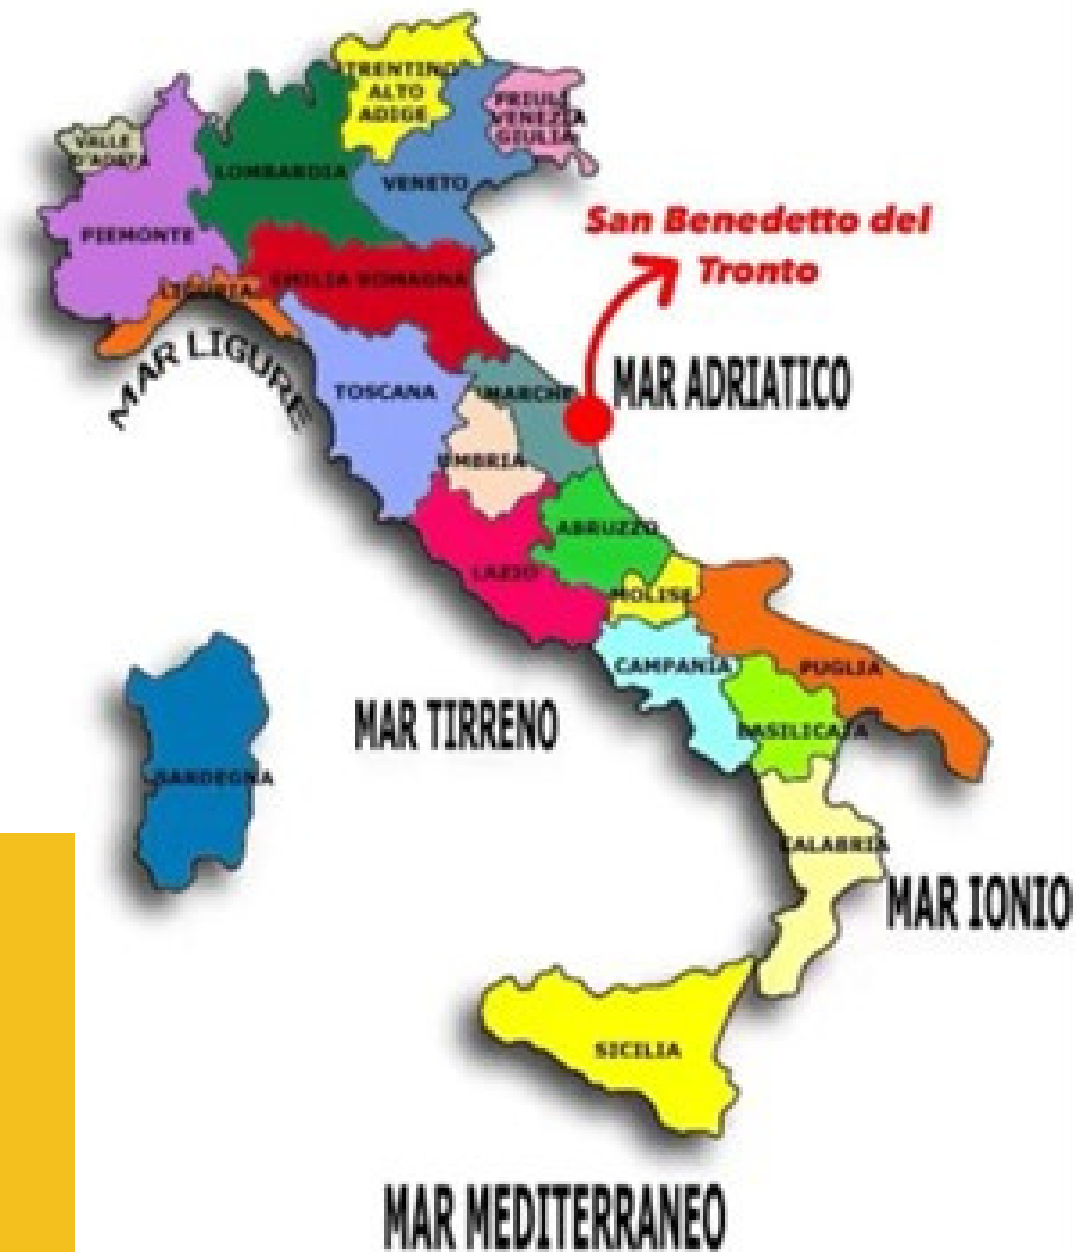 TRENTINO
ALTO
ADIGE
FRIULI
VENEZIA
GIULIA
VALLE
D'AOSTA
LOMBARDIA
VENETO
PIEMONTE
San Benedetto del
Tronto
EMILIA ROMAGNA
LIGURIA
MAR LIGURE
TOSCANA
MARCHE
MAR ADRIATICO
UMBRIA
ABRUZZO
LAZIO
MOLISE
CAMPANIA
PUGLIA
MAR TIRRENO
BASILICATA
SARDEGNA
CALABRIA
MAR IONIO
SICILIA
MAR MEDITERRANEO